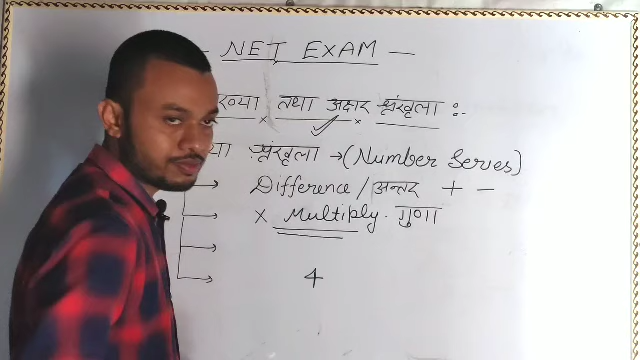 — NET EXAM —
तथा अक्षर श्रृंखला :-
श्रृंखला → (Number Series)
→ Difference / अन्तर + −
→ × Multiply. गुणा
→
→ 4